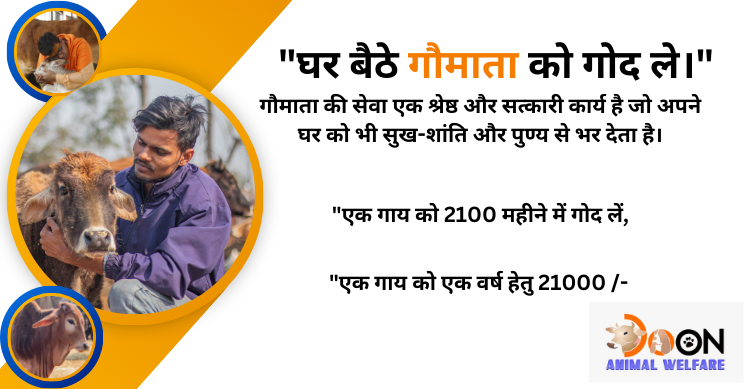 "घर बैठे गौमाता को गोद ले।"
गौमाता की सेवा एक श्रेष्ठ और सत्कारी कार्य है जो अपने
घर को भी सुख-शांति और पुण्य से भर देता है।
"एक गाय को 2100 महीने में गोद लें,
"एक गाय को एक वर्ष हेतु 21000 /-
DOON
ANIMAL WELFARE